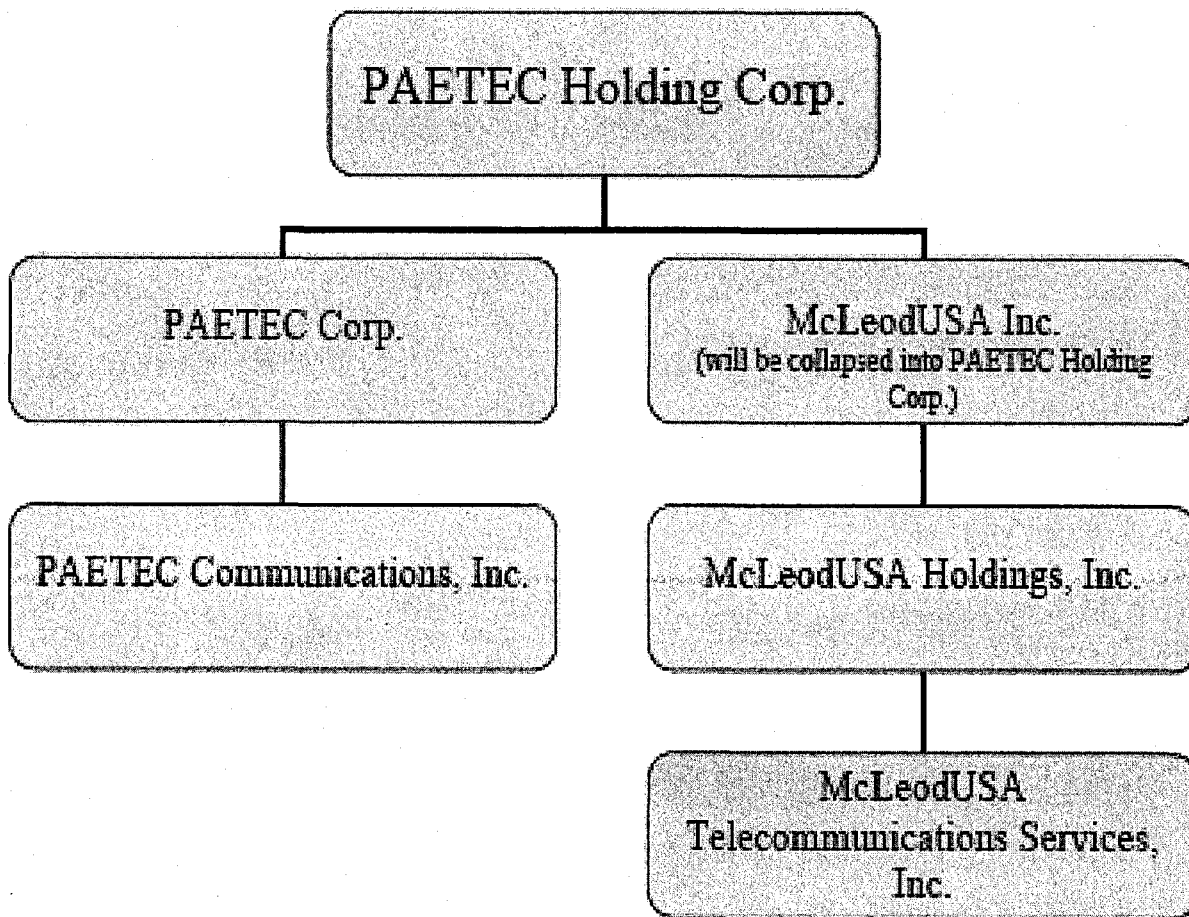 PAETEC Holding Corp.
PAETEC Corp.
McLeodUSA Inc.
(will be collapsed into PAETEC Holding
Corp.)
PAETEC Communications, Inc.
McLeodUSA Holdings, Inc.
McLeodUSA
Telecommunications Services,
Inc.